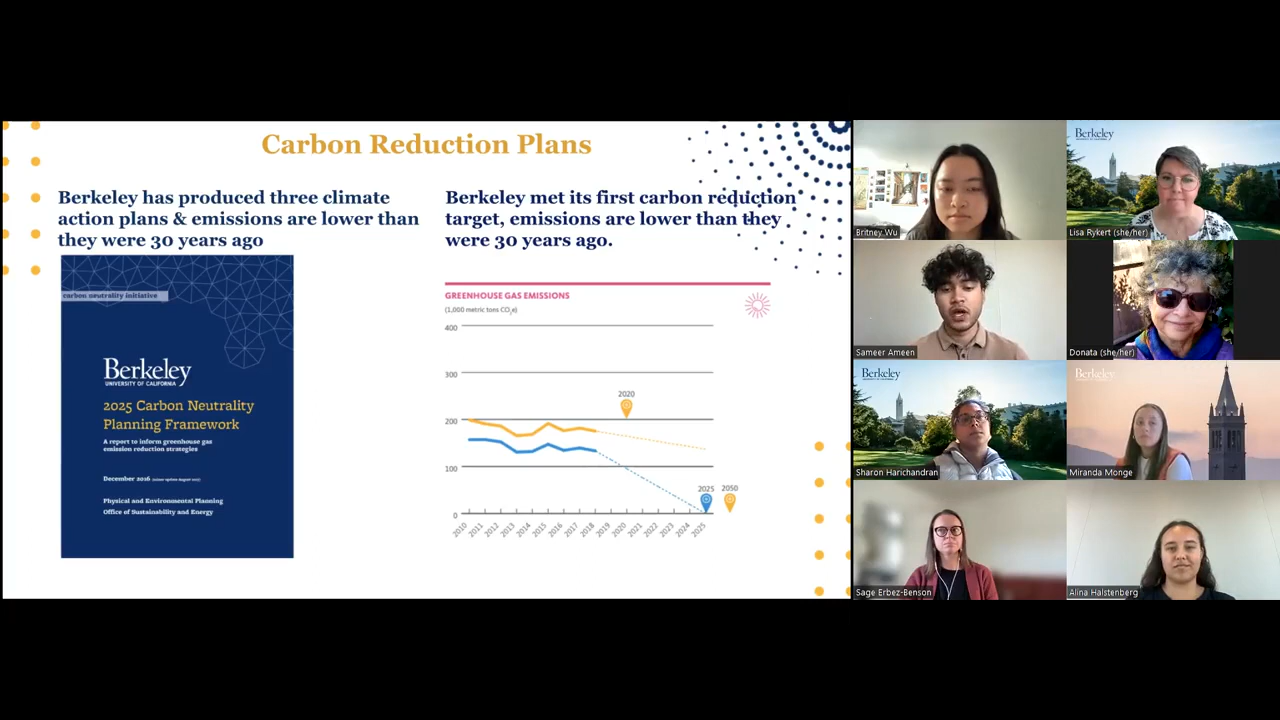 Carbon Reduction Plans
Berkeley has produced three climate
action plans & emissions are lower than
they were 30 years ago
carbon neutrality initiative
Berkeley
UNIVERSITY OF CALIFORNIA
2025 Carbon Neutrality
Planning Framework
A report to inform greenhouse gas
emission reduction strategies
December 2016 (minor update August 2017)
Physical and Environmental Planning
Office of Sustainability and Energy
Berkeley met its first carbon reduction
target, emissions are lower than they
were 30 years ago.
GREENHOUSE GAS EMISSIONS
(1,000 metric tons CO₂e)
400
300
2020
200
100
2025 2050
0
2010 2011 2012 2013 2014 2015 2016 2017 2018 2019 2020 2021 2022 2023 2024 2025
Britney Wu
Berkeley
Lisa Rykert (she/her)
Sameer Ameen
Donata (she/her)
Berkeley
Sharon Harichandran
Berkeley
Miranda Monge
Sage Erbez-Benson
Alina Halstenberg